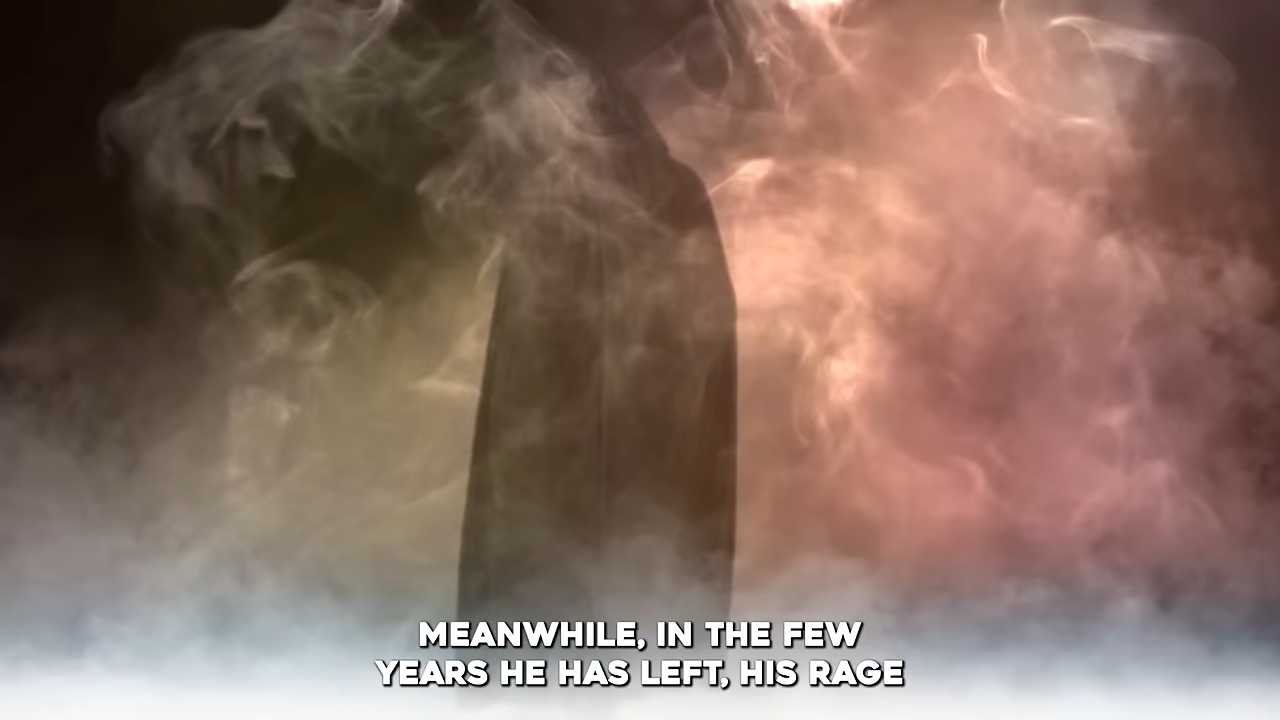 MEANWHILE, IN THE FEW
YEARS HE HAS LEFT, HIS RAGE